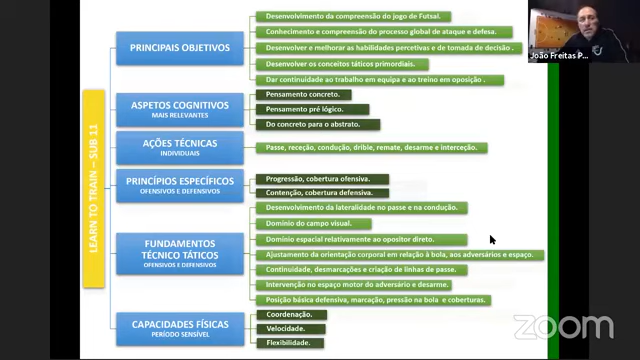 LEARN TO TRAIN – SUB 11
PRINCIPAIS OBJETIVOS
Desenvolvimento da compreensão do jogo de Futsal.
Conhecimento e compreensão do processo global de ataque e defesa.
Desenvolver e melhorar as habilidades percetivas e de tomada de decisão .
Desenvolver os conceitos táticos primordiais.
Dar continuidade ao trabalho em equipa e ao treino em oposição .
ASPETOS COGNITIVOS
MAIS RELEVANTES
Pensamento concreto.
Pensamento pré lógico.
Do concreto para o abstrato.
AÇÕES TÉCNICAS
INDIVIDUAIS
Passe, receção, condução, drible, remate, desarme e interceção.
PRINCÍPIOS ESPECÍFICOS
OFENSIVOS E DEFENSIVOS
Progressão, cobertura ofensiva.
Contenção, cobertura defensiva.
FUNDAMENTOS
TÉCNICO TÁTICOS
OFENSIVOS E DEFENSIVOS
Desenvolvimento da lateralidade no passe e na condução.
Domínio do campo visual.
Domínio espacial relativamente ao opositor direto.
Ajustamento da orientação corporal em relação à bola, aos adversários e espaço.
Continuidade, desmarcações e criação de linhas de passe.
Intervenção no espaço motor do adversário e desarme.
Posição básica defensiva, marcação, pressão na bola e coberturas.
CAPACIDADES FÍSICAS
PERÍODO SENSÍVEL
Coordenação.
Velocidade.
Flexibilidade.
João Freitas P...
zoom